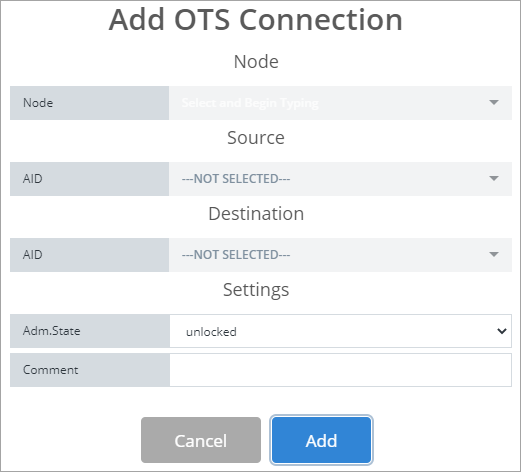 Add OTS Connection
Node
Node Select and Begin Typing
Source
AID ---NOT SELECTED---
Destination
AID ---NOT SELECTED---
Settings
Adm.State unlocked
Comment
Cancel Add